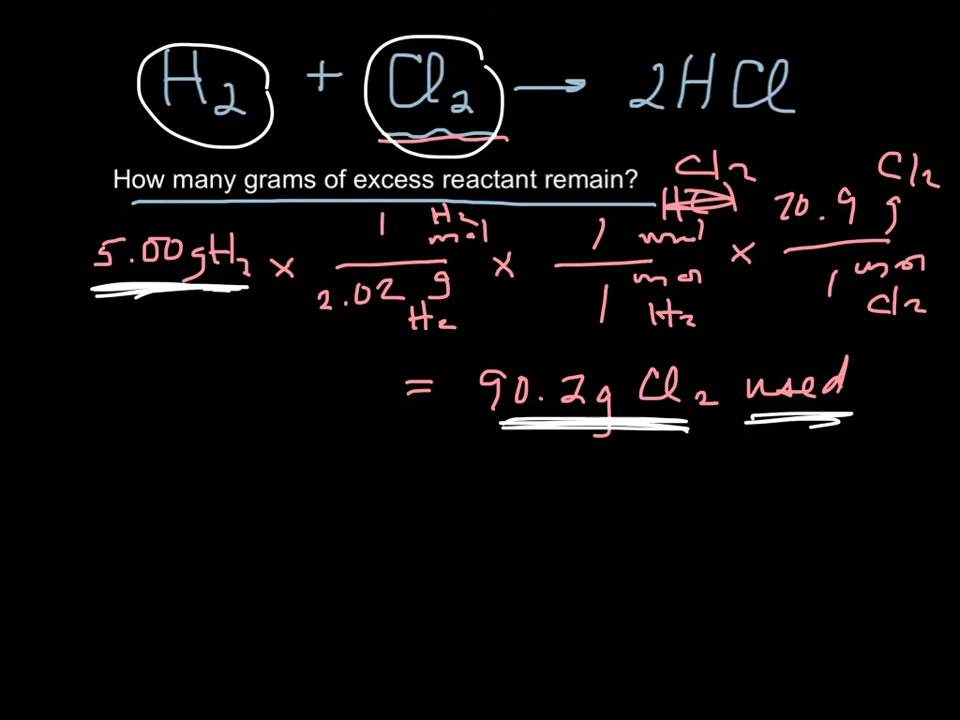 H₂ + Cl₂ → 2HCl
How many grams of excess reactant remain?
5.00 g H₂ × 1 mol H₂ / 2.02 g H₂ × 1 mol Cl₂ / 1 mol H₂ × 70.9 g Cl₂ / 1 mol Cl₂
= 90.2g Cl₂ used